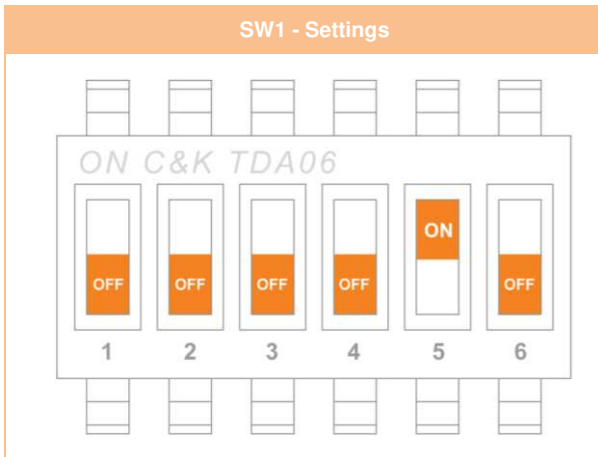 SW1 - Settings
ON C&K TDA06
ON
OFF OFF OFF OFF OFF
1 2 3 4 5 6